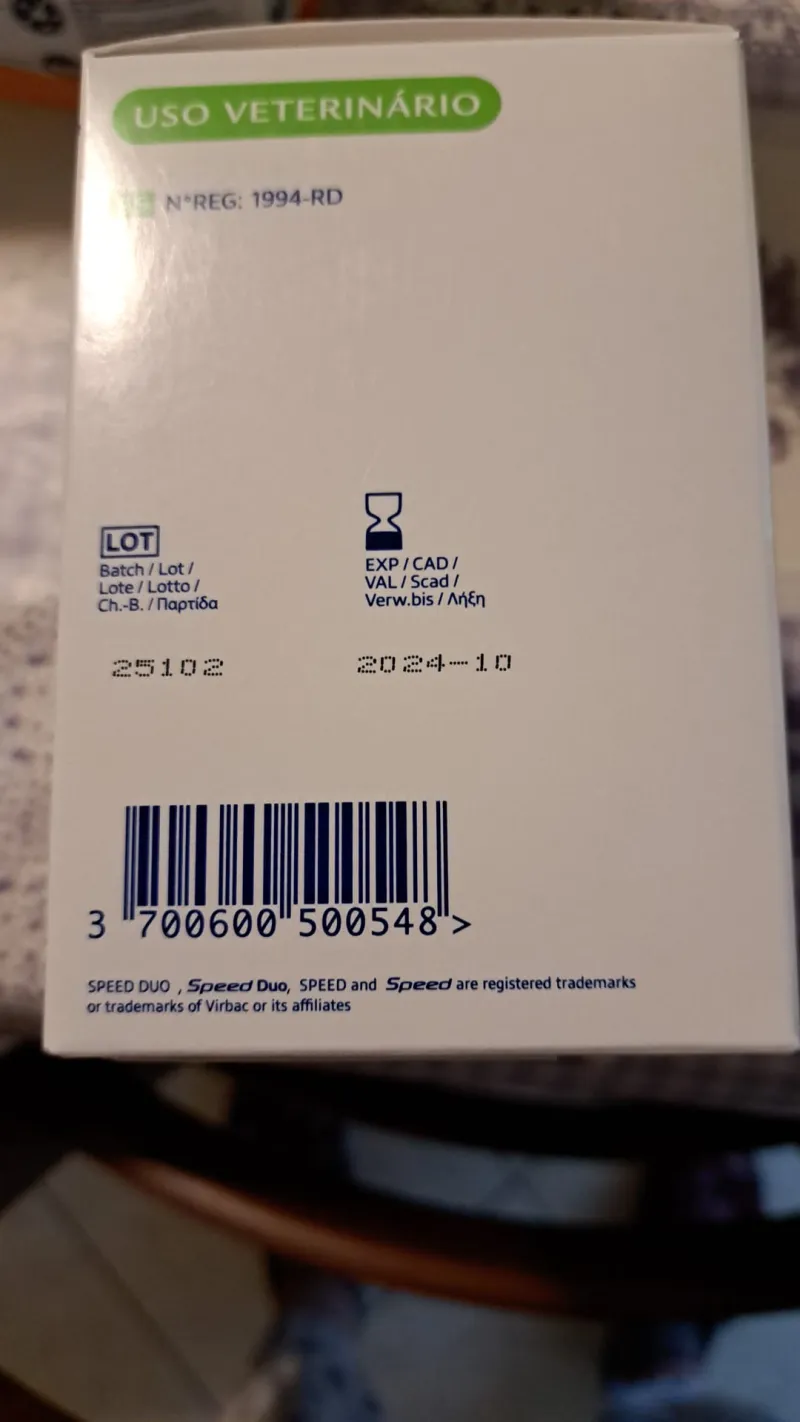 USO VETERINÁRIO
N°REG: 1994-RD
LOT
Batch / Lot /
Lote / Lotto /
Ch.-B. / Παρτίδα
25102
EXP / CAD /
VAL / Scad /
Verw.bis / Λήξη
2024-10
3 700600 500548 >
SPEED DUO , Speed Duo, SPEED and Speed are registered trademarks
or trademarks of Virbac or its affiliates